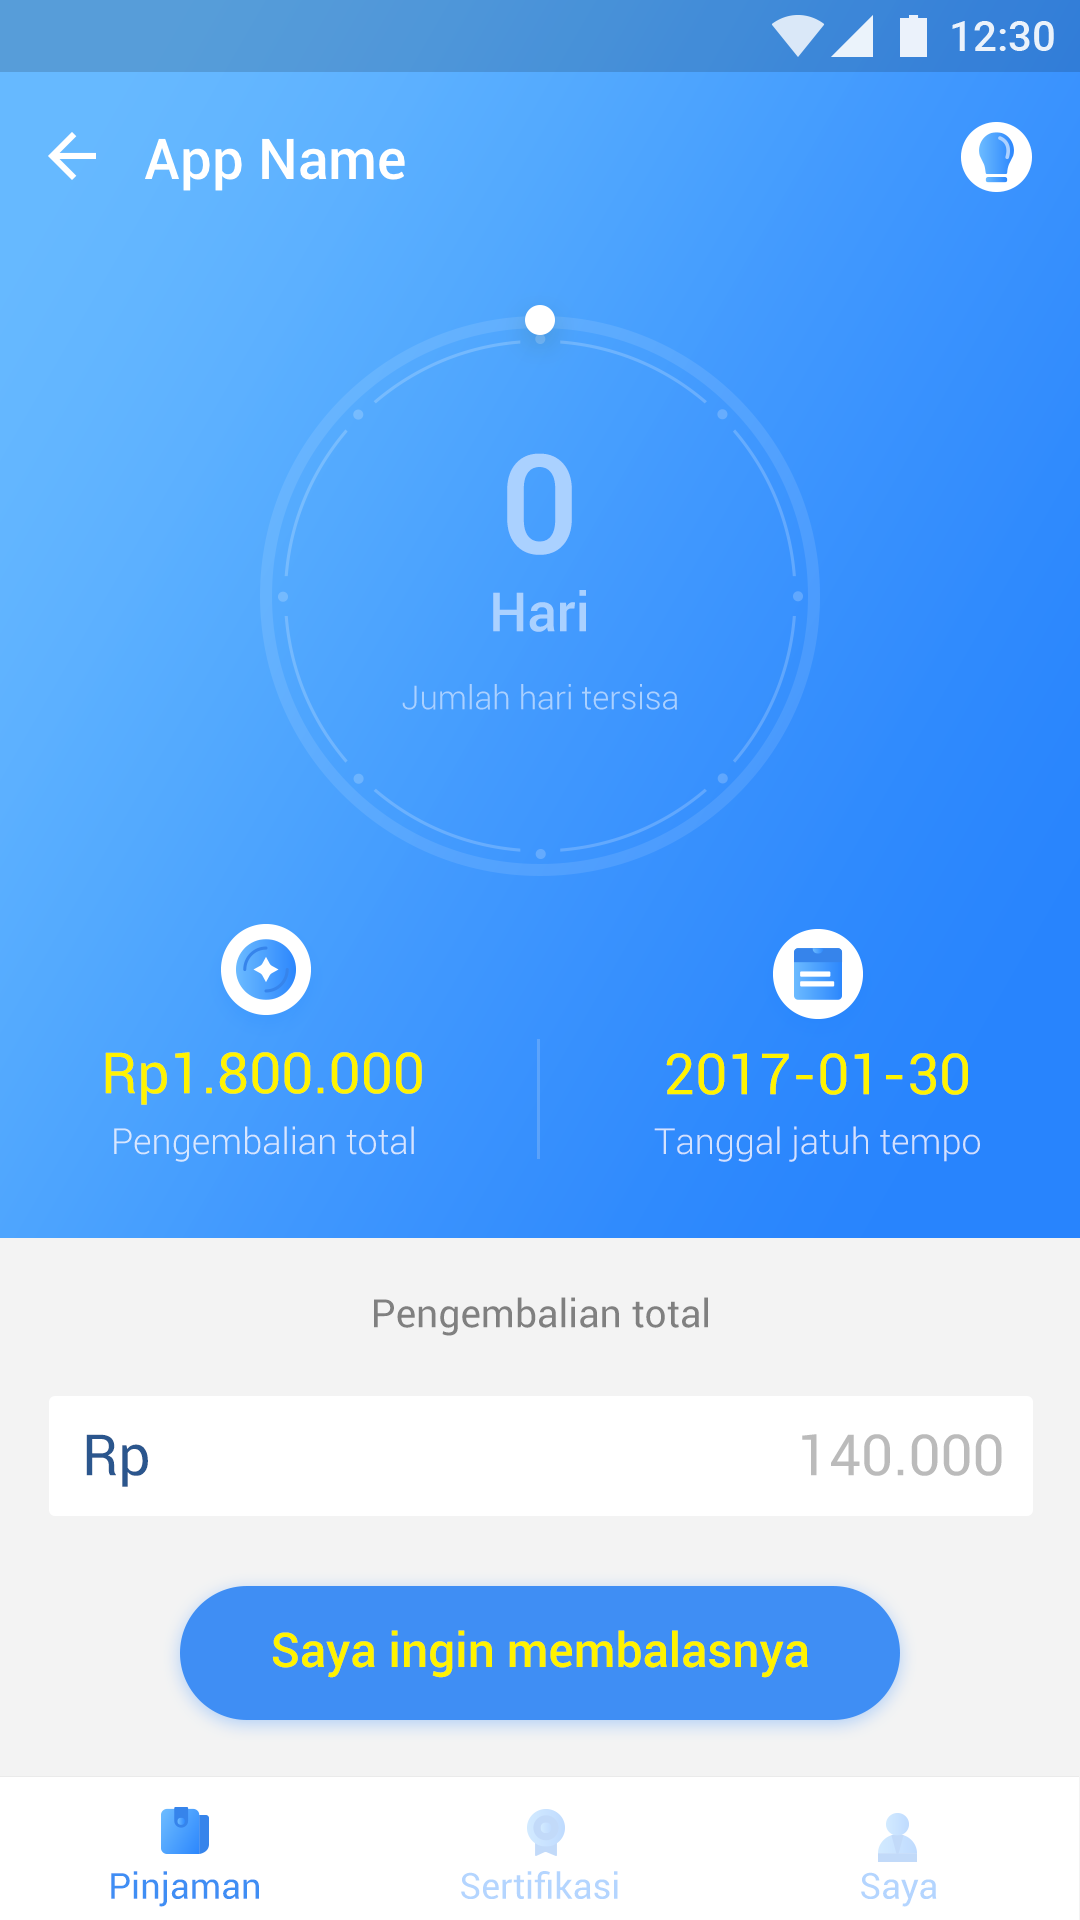 12:30
App Name
0
Hari
Jumlah hari tersisa
Rp1.800.000
2017-01-30
Pengembalian total
Tanggal jatuh tempo
Pengembalian total
Rp
140.000
Saya ingin membalasnya
Pinjaman
Sertifikasi
Saya